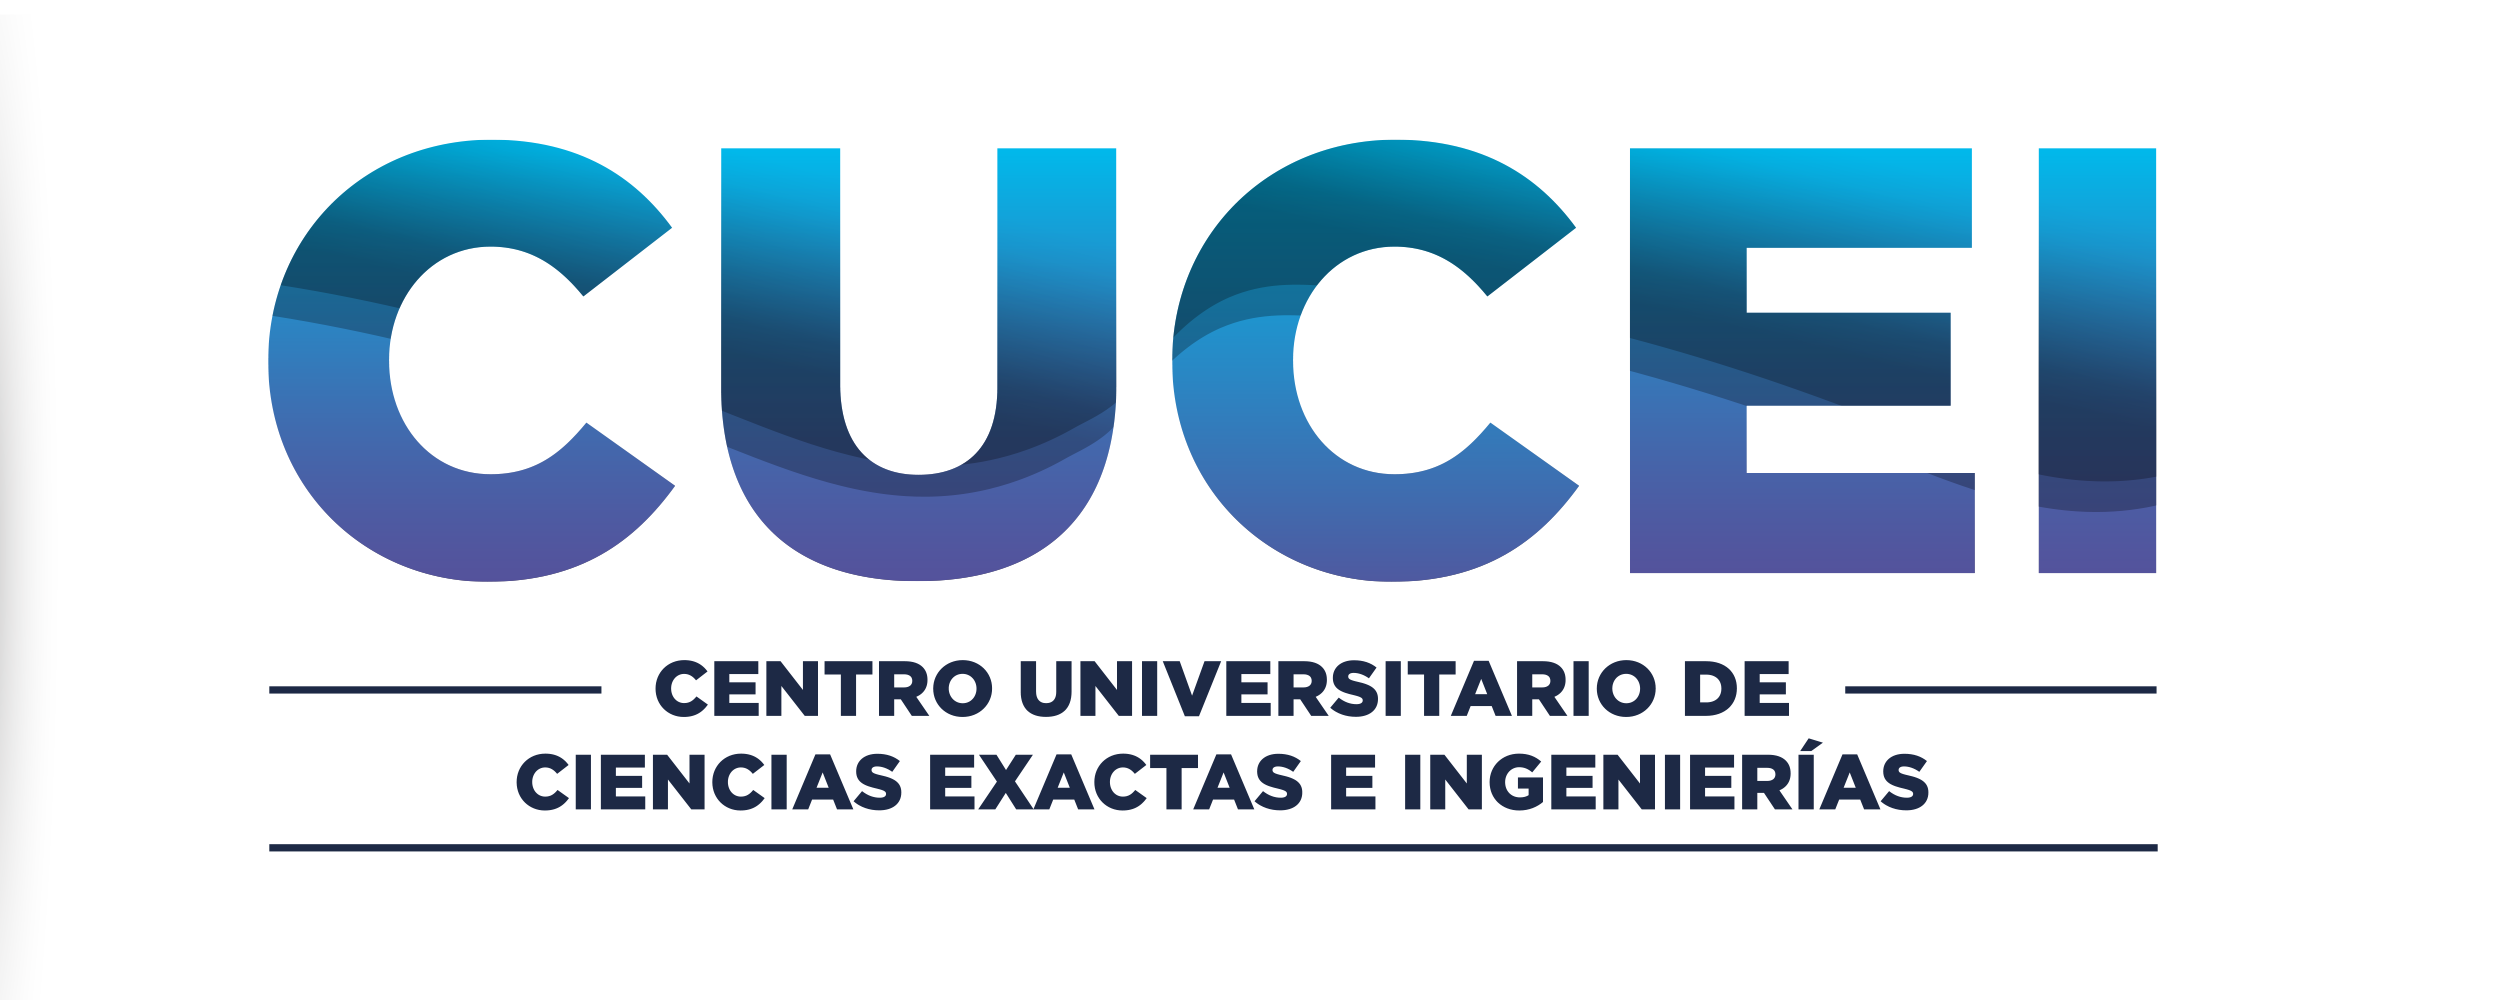 CUCEI
CENTRO UNIVERSITARIO DE
CIENCIAS EXACTAS E INGENIERÍAS